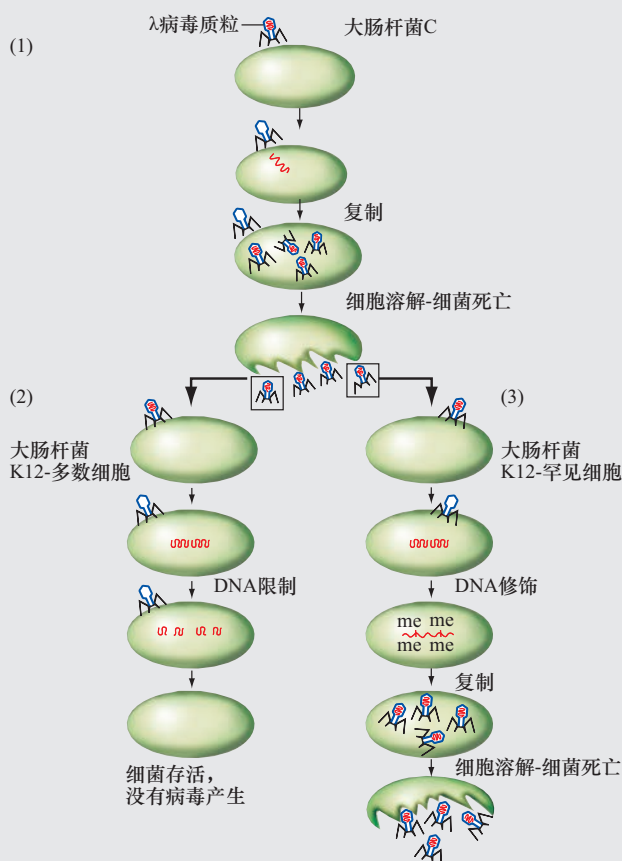 λ病毒质粒
大肠杆菌C
(1)
复制
细胞溶解-细菌死亡
(2)
大肠杆菌
K12-多数细胞
DNA限制
细菌存活，
没有病毒产生
(3)
大肠杆菌
K12-罕见细胞
DNA修饰
me me
me me
复制
细胞溶解-细菌死亡